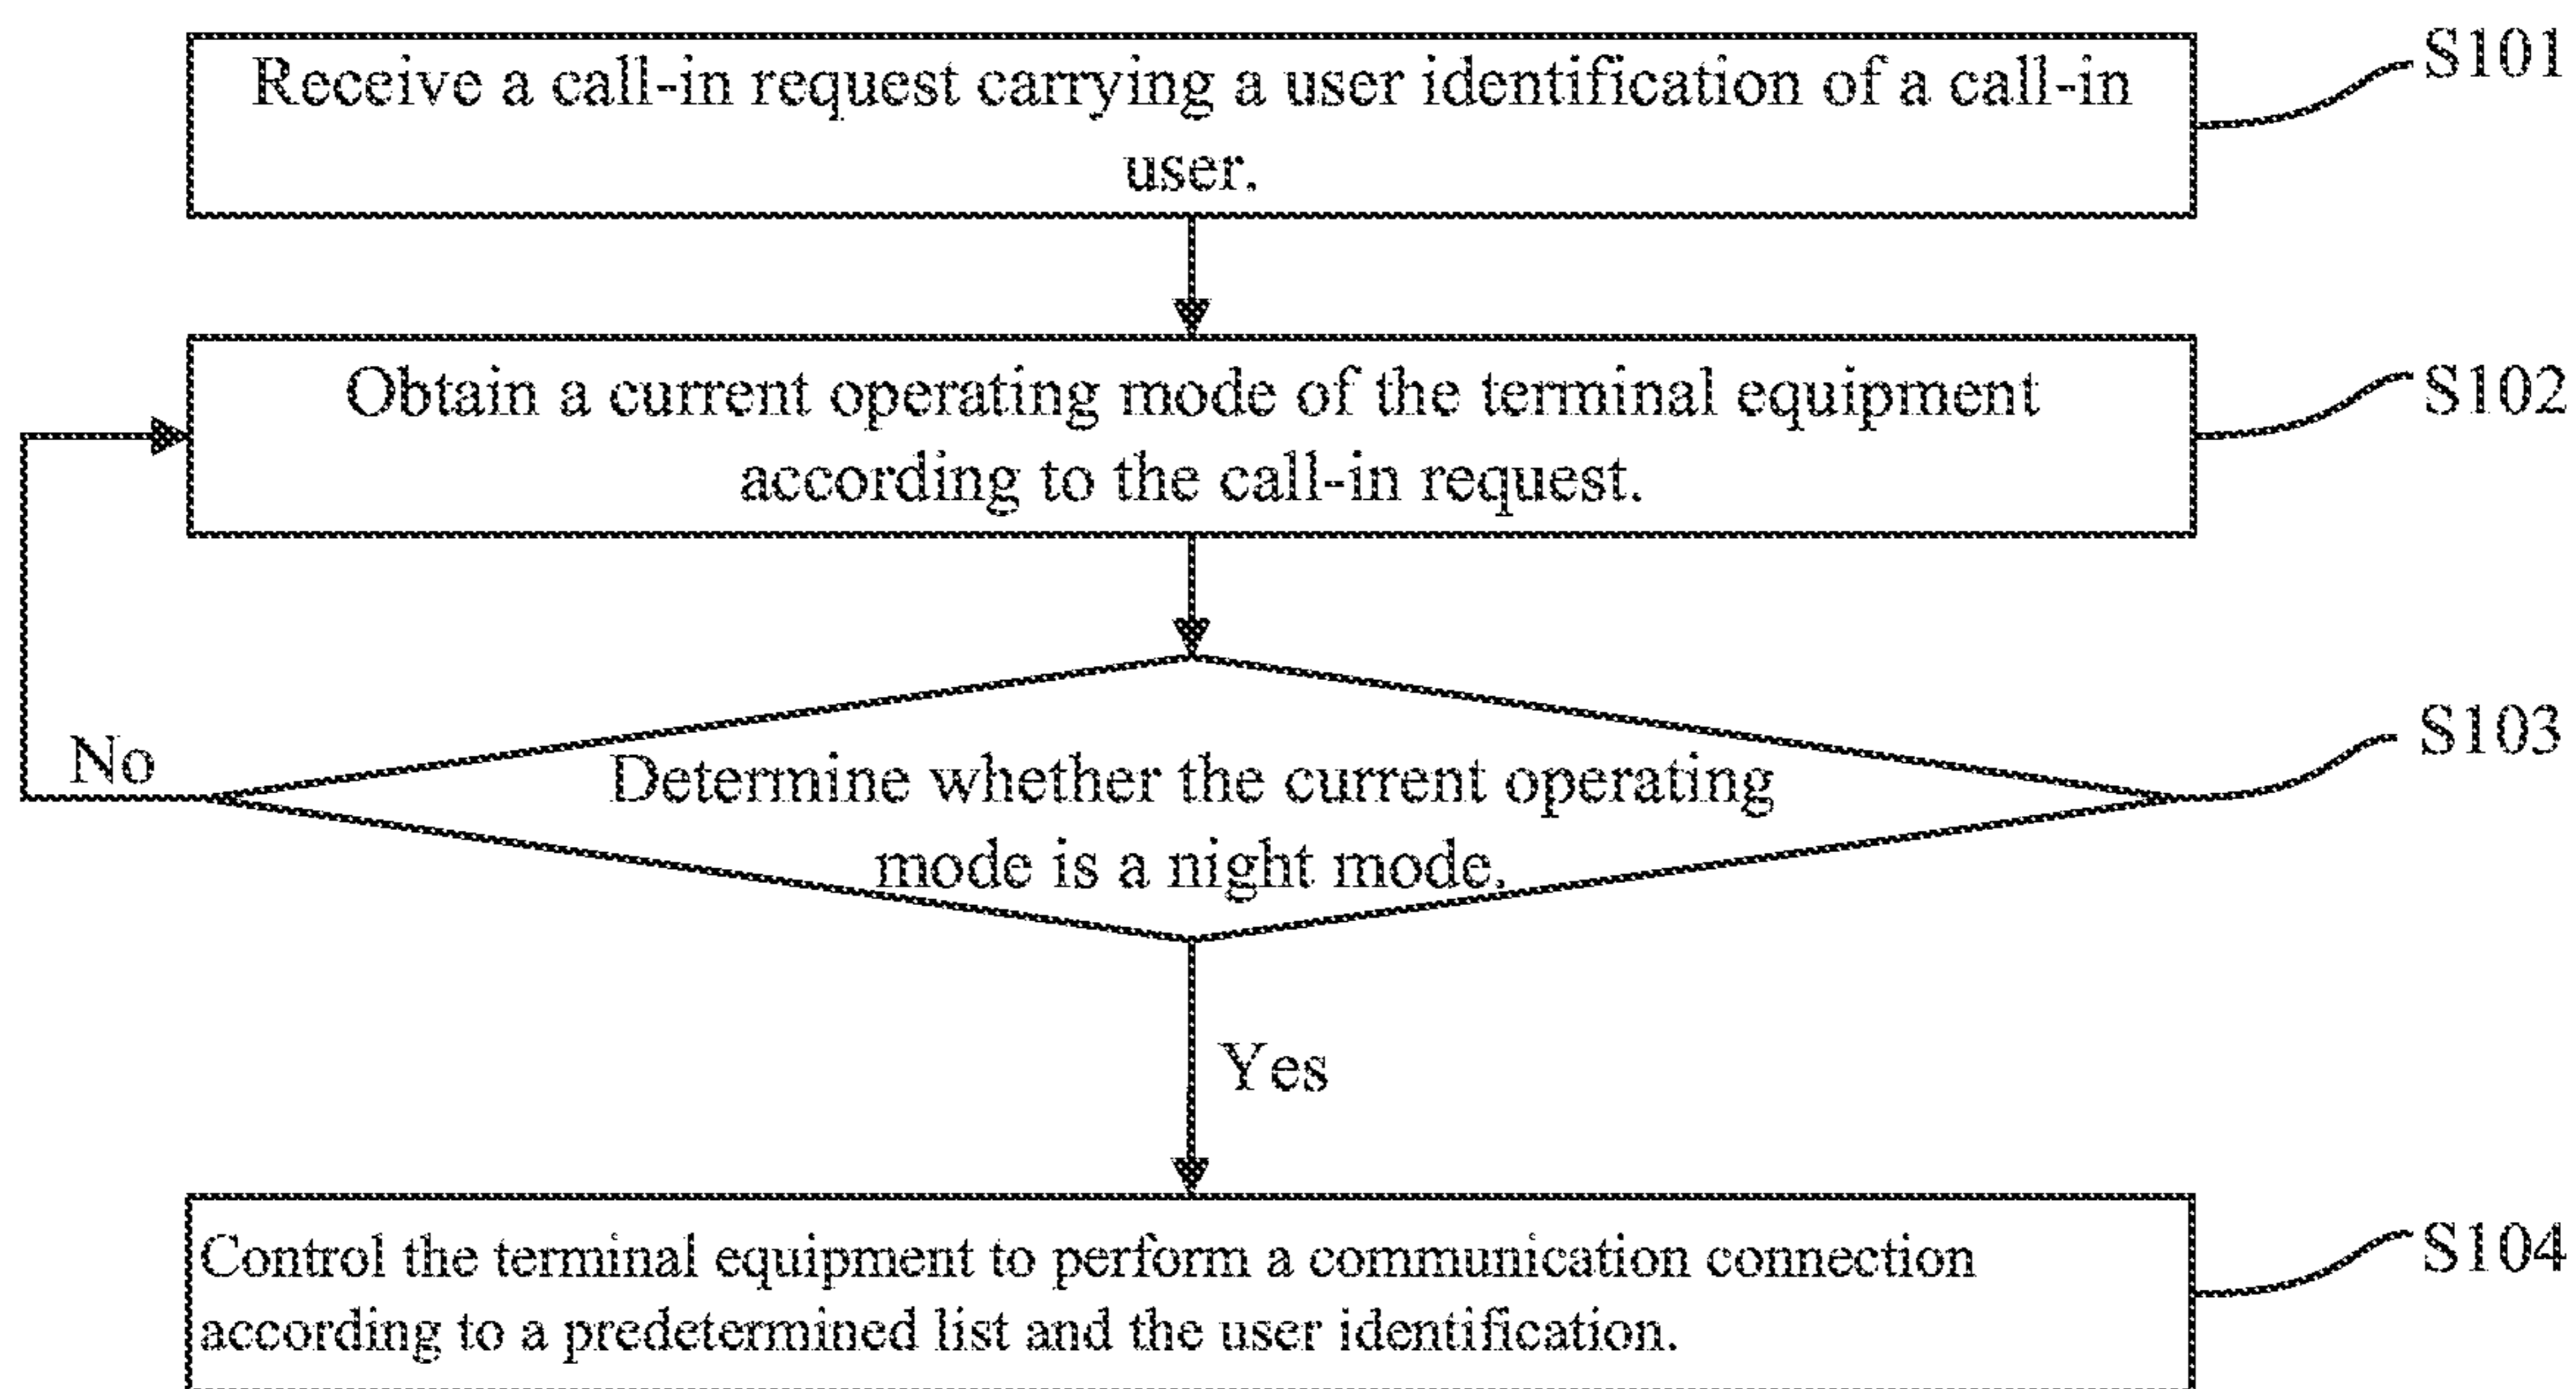 Receive a call-in request carrying a user identification of a call-in
user.
S101
Obtain a current operating mode of the terminal equipment
according to the call-in request.
S102
No
Determine whether the current operating
mode is a night mode.
S103
Yes
Control the terminal equipment to perform a communication connection
according to a predetermined list and the user identification.
S104